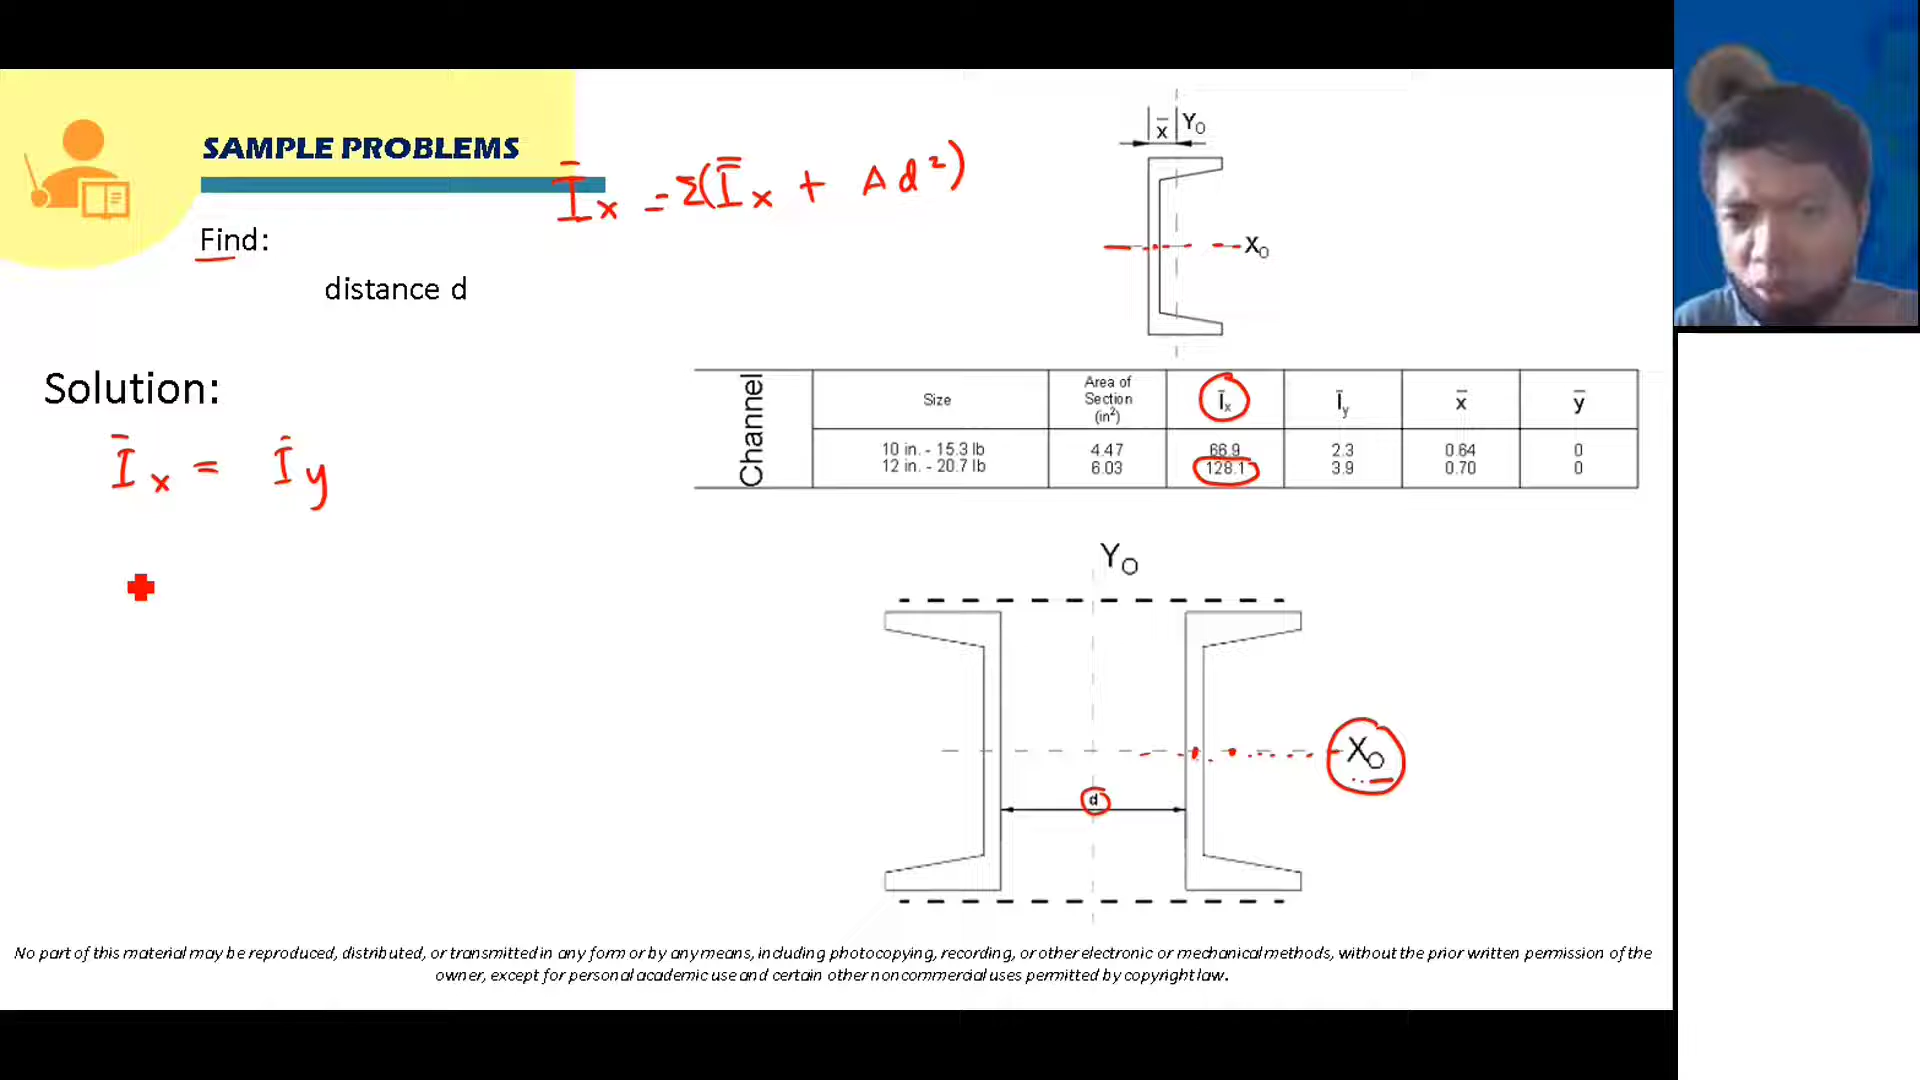 SAMPLE PROBLEMS
Īx = Σ(Īx + Ad²)
Find:
distance d
Solution:
Īx = Īy
x̄ Y₀
X₀
Channel
Size Area of Section (in²) Īx Īy x̄ ȳ
10 in. - 15.3 lb 4.47 66.9 2.3 0.64 0
12 in. - 20.7 lb 6.03 128.1 3.9 0.70 0
Y₀
X₀
d
No part of this material may be reproduced, distributed, or transmitted in any form or by any means, including photocopying, recording, or other electronic or mechanical methods, without the prior written permission of the
owner, except for personal academic use and certain other noncommercial uses permitted by copyright law.